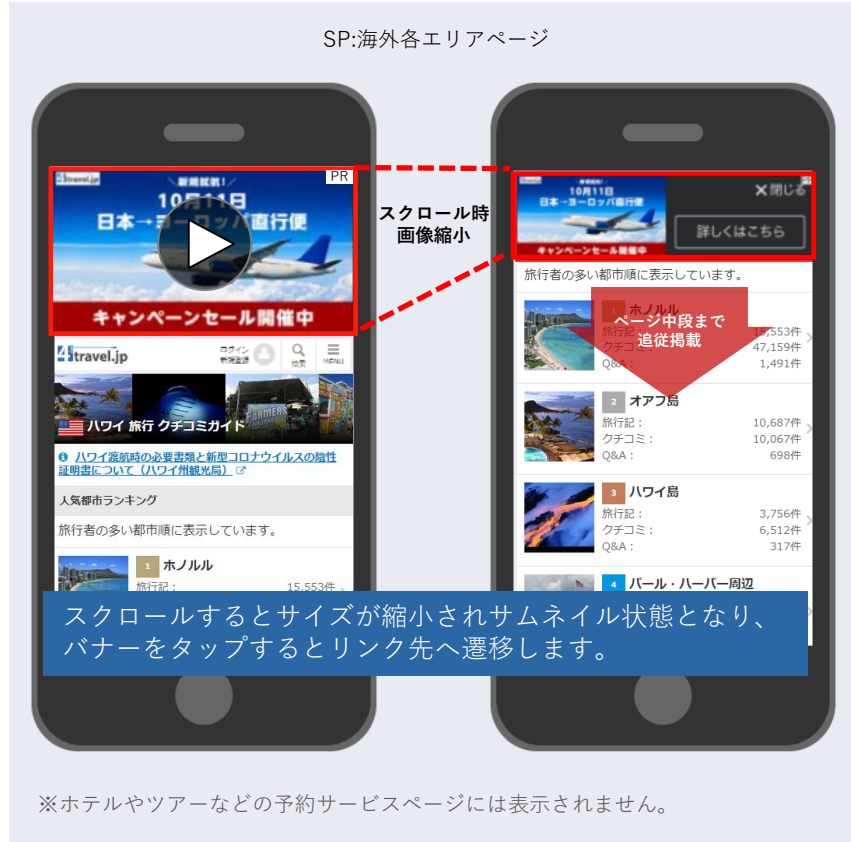 SP:海外各エリアページ
4travel.jp
PR
＼新規就航！／
10月11日
日本→ヨーロッパ直行便
キャンペーンセール開催中
4travel.jp
ログイン
新規登録
検索
MENU
ハワイ 旅行 クチコミガイド
ハワイ渡航時の必要書類と新型コロナウイルスの陰性
証明書について（ハワイ州観光局）
人気都市ランキング
旅行者の多い都市順に表示しています。
1 ホノルル
旅行記： 15,553件
スクロール時
画像縮小
10月11日
日本→ヨーロッパ直行便
キャンペーンセール開催中
×閉じる
詳しくはこちら
旅行者の多い都市順に表示しています。
1 ホノルル
旅行記： 15,553件
クチコミ： 47,159件
Q&A： 1,491件
ページ中段まで
追従掲載
2 オアフ島
旅行記： 10,687件
クチコミ： 10,067件
Q&A： 698件
3 ハワイ島
旅行記： 3,756件
クチコミ： 6,512件
Q&A： 317件
4 パール・ハーバー周辺
スクロールするとサイズが縮小されサムネイル状態となり、
バナーをタップするとリンク先へ遷移します。
※ホテルやツアーなどの予約サービスページには表示されません。